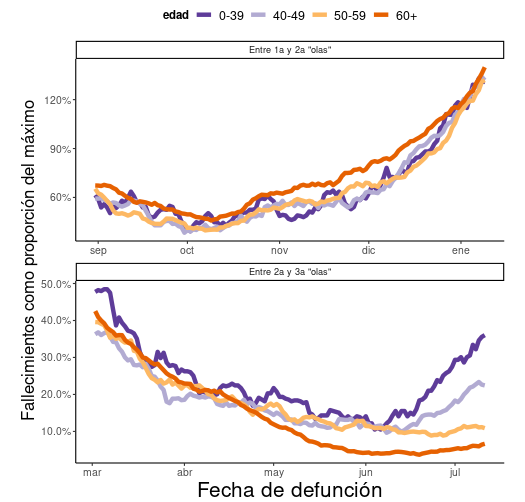 edad 0-39 40-49 50-59 60+
Entre 1a y 2a "olas"
120%
90%
60%
sep oct nov dic ene
Entre 2a y 3a "olas"
50.0%
40.0%
30.0%
20.0%
10.0%
mar abr may jun jul
Fallecimientos como proporción del máximo
Fecha de defunción